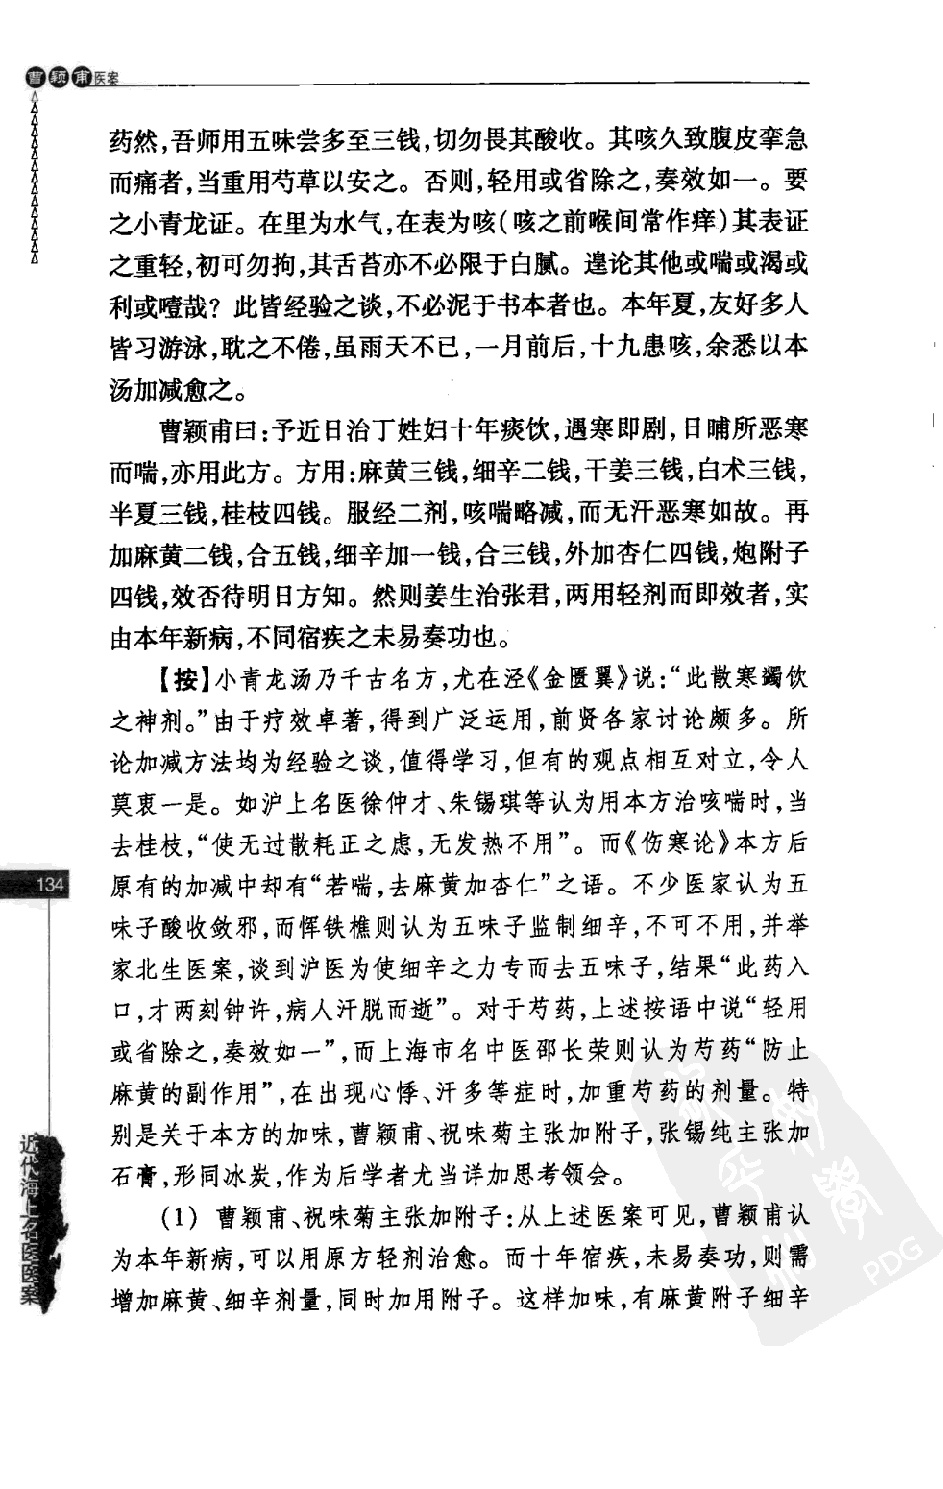 曹颖甫医案
药然,吾师用五味尝多至三钱,切勿畏其酸收。其咳久致腹皮挛急
而痛者,当重用芍草以安之。否则,轻用或省除之,奏效如一。要
之小青龙证。在里为水气,在表为咳(咳之前喉间常作痒)其表证
之重轻,初可勿拘,其舌苔亦不必限于白腻。遑论其他或喘或渴或
利或噎哉?此皆经验之谈,不必泥于书本者也。本年夏,友好多人
皆习游泳,耽之不倦,虽雨天不已,一月前后,十九患咳,余悉以本
汤加减愈之。
曹颖甫曰:予近日治丁姓妇十年痰饮,遇寒即剧,日晡所恶寒
而喘,亦用此方。方用:麻黄三钱,细辛二钱,干姜三钱,白术三钱,
半夏三钱,桂枝四钱。服经二剂,咳喘略减,而无汗恶寒如故。再
加麻黄二钱,合五钱,细辛加一钱,合三钱,外加杏仁四钱,炮附子
四钱,效否待明日方知。然则姜生治张君,两用轻剂而即效者,实
由本年新病,不同宿疾之未易奏功也。
【按】小青龙汤乃千古名方,尤在泾《金匮翼》说:“此散寒蠲饮
之神剂。”由于疗效卓著,得到广泛运用,前贤各家讨论颇多。所
论加减方法均为经验之谈,值得学习,但有的观点相互对立,令人
莫衷一是。如沪上名医徐仲才、朱锡琪等认为用本方治咳喘时,当
去桂枝,“使无过散耗正之虑,无发热不用”。而《伤寒论》本方后
原有的加减中却有“若喘,去麻黄加杏仁”之语。不少医家认为五
味子酸收敛邪,而恽铁樵则认为五味子监制细辛,不可不用,并举
家北生医案,谈到沪医为使细辛之力专而去五味子,结果“此药入
口,才两刻钟许,病人汗脱而逝”。对于芍药,上述按语中说“轻用
或省除之,奏效如一”,而上海市名中医邵长荣则认为芍药“防止
麻黄的副作用”,在出现心悸、汗多等症时,加重芍药的剂量。特
别是关于本方的加味,曹颖甫、祝味菊主张加附子,张锡纯主张加
石膏,形同冰炭,作为后学者尤当详加思考领会。
(1) 曹颖甫、祝味菊主张加附子:从上述医案可见,曹颖甫认
为本年新病,可以用原方轻剂治愈。而十年宿疾,未易奏功,则需
增加麻黄、细辛剂量,同时加用附子。这样加味,有麻黄附子细辛
134
近代海上名医医案
PDG